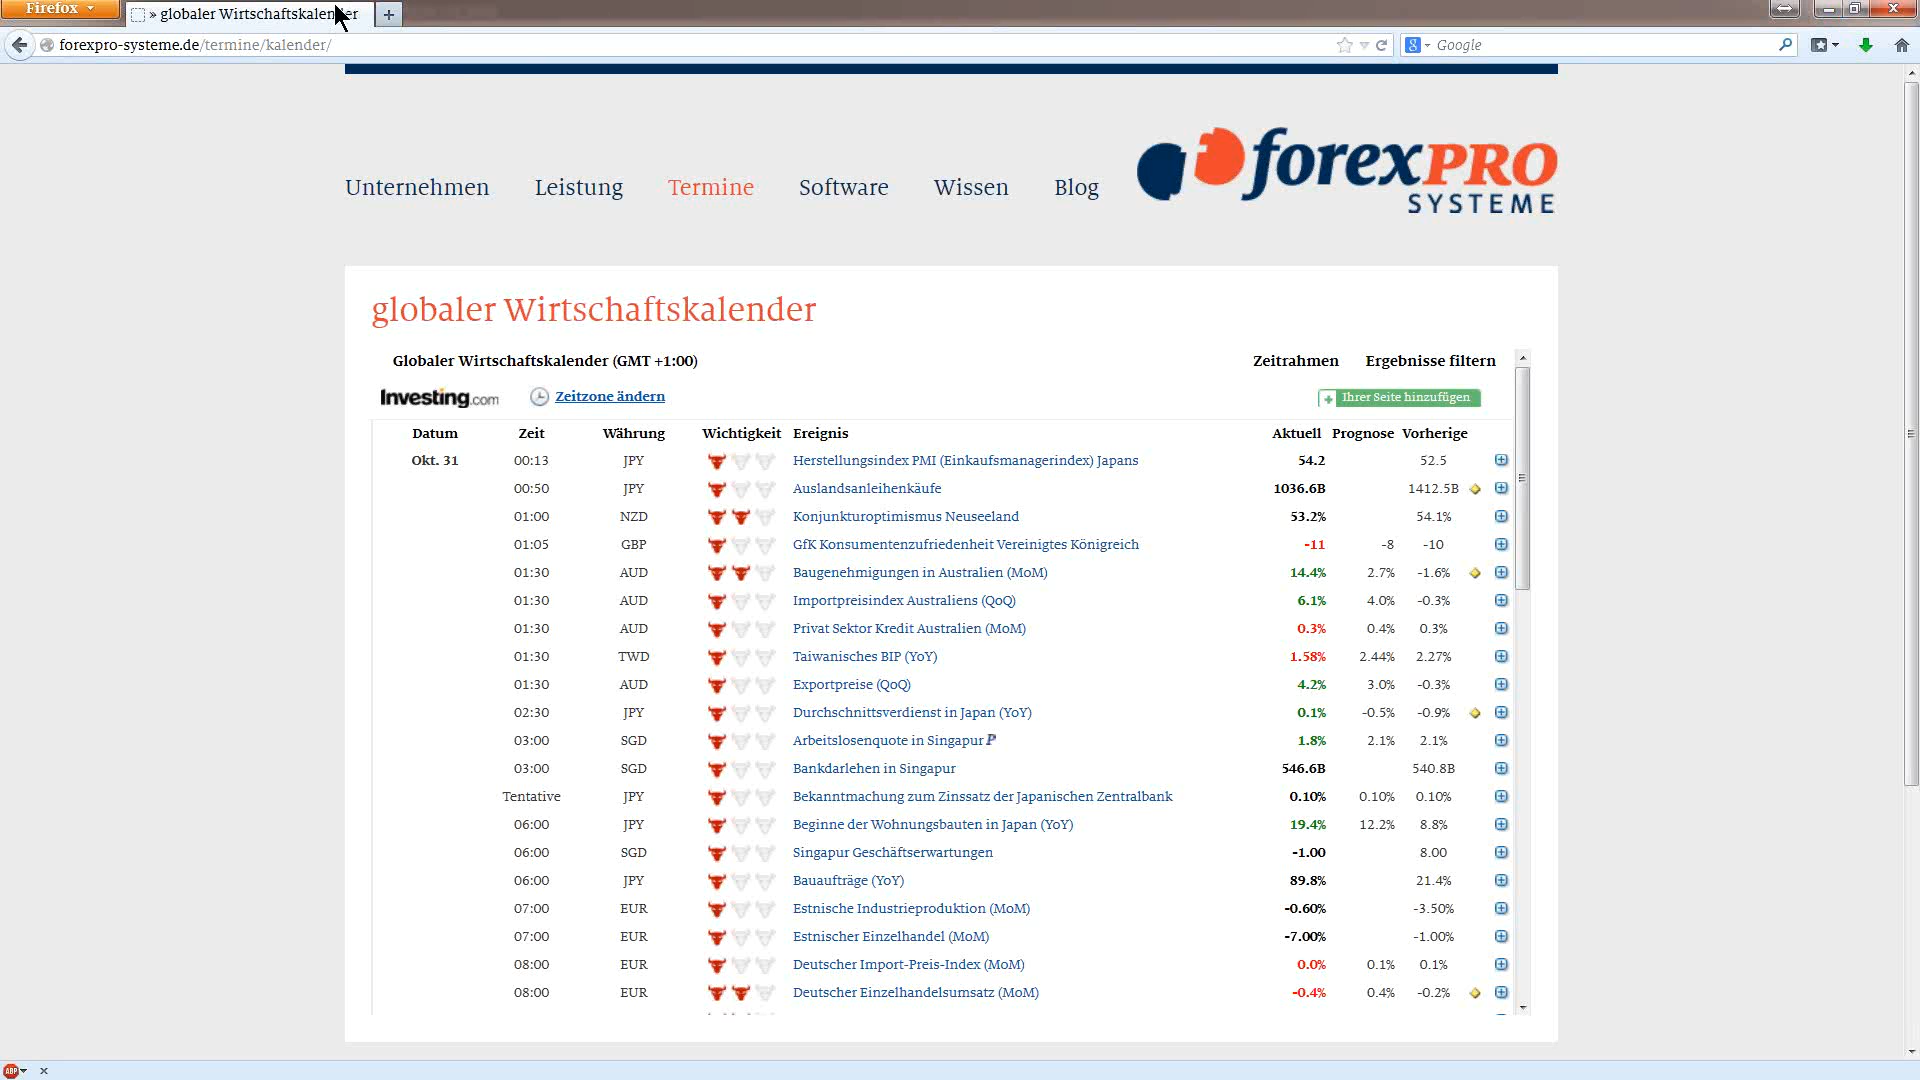 Firefox
» globaler Wirtschaftskalender
forexpro-systeme.de/termine/kalender/
Google
Unternehmen Leistung Termine Software Wissen Blog
forexPRO
SYSTEME
globaler Wirtschaftskalender
Globaler Wirtschaftskalender (GMT +1:00) Zeitrahmen Ergebnisse filtern
Investing.com Zeitzone ändern Ihrer Seite hinzufügen
Datum Zeit Währung Wichtigkeit Ereignis Aktuell Prognose Vorherige
Okt. 31 00:13 JPY Herstellungsindex PMI (Einkaufsmanagerindex) Japans 54.2 52.5
00:50 JPY Auslandsanleihenkäufe 1036.6B 1412.5B
01:00 NZD Konjunkturoptimismus Neuseeland 53.2% 54.1%
01:05 GBP GfK Konsumentenzufriedenheit Vereinigtes Königreich -11 -8 -10
01:30 AUD Baugenehmigungen in Australien (MoM) 14.4% 2.7% -1.6%
01:30 AUD Importpreisindex Australiens (QoQ) 6.1% 4.0% -0.3%
01:30 AUD Privat Sektor Kredit Australien (MoM) 0.3% 0.4% 0.3%
01:30 TWD Taiwanisches BIP (YoY) 1.58% 2.44% 2.27%
01:30 AUD Exportpreise (QoQ) 4.2% 3.0% -0.3%
02:30 JPY Durchschnittsverdienst in Japan (YoY) 0.1% -0.5% -0.9%
03:00 SGD Arbeitslosenquote in Singapur P 1.8% 2.1% 2.1%
03:00 SGD Bankdarlehen in Singapur 546.6B 540.8B
Tentative JPY Bekanntmachung zum Zinssatz der Japanischen Zentralbank 0.10% 0.10% 0.10%
06:00 JPY Beginne der Wohnungsbauten in Japan (YoY) 19.4% 12.2% 8.8%
06:00 SGD Singapur Geschäftserwartungen -1.00 8.00
06:00 JPY Bauaufträge (YoY) 89.8% 21.4%
07:00 EUR Estnische Industrieproduktion (MoM) -0.60% -3.50%
07:00 EUR Estnischer Einzelhandel (MoM) -7.00% -1.00%
08:00 EUR Deutscher Import-Preis-Index (MoM) 0.0% 0.1% 0.1%
08:00 EUR Deutscher Einzelhandelsumsatz (MoM) -0.4% 0.4% -0.2%
ABP